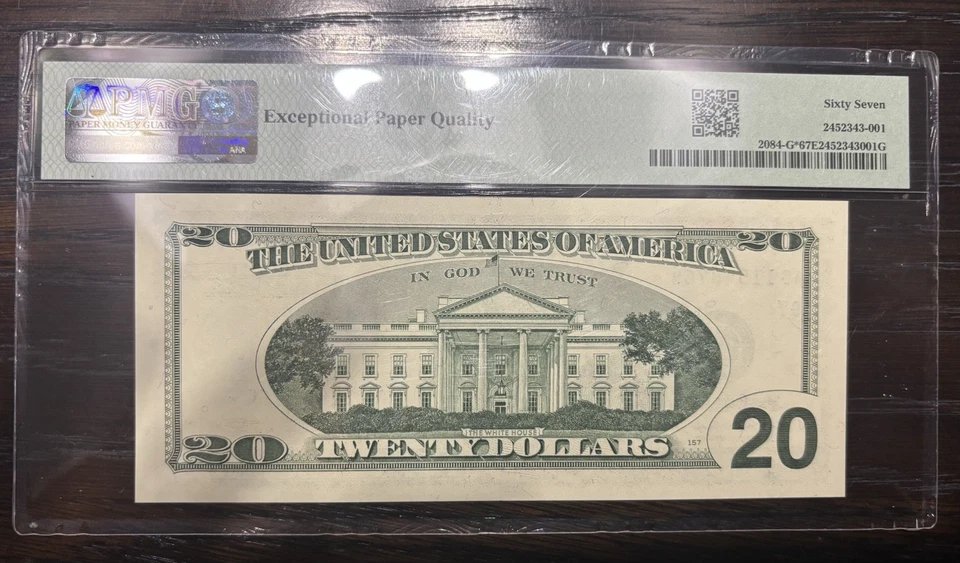 PMG
PAPER MONEY GUARANTY
Exceptional Paper Quality
Sixty Seven
2452343-001
2084-G*67E2452343001G
20
20
THE UNITED STATES OF AMERICA
IN GOD WE TRUST
THE WHITE HOUSE
20
TWENTY DOLLARS
157
20